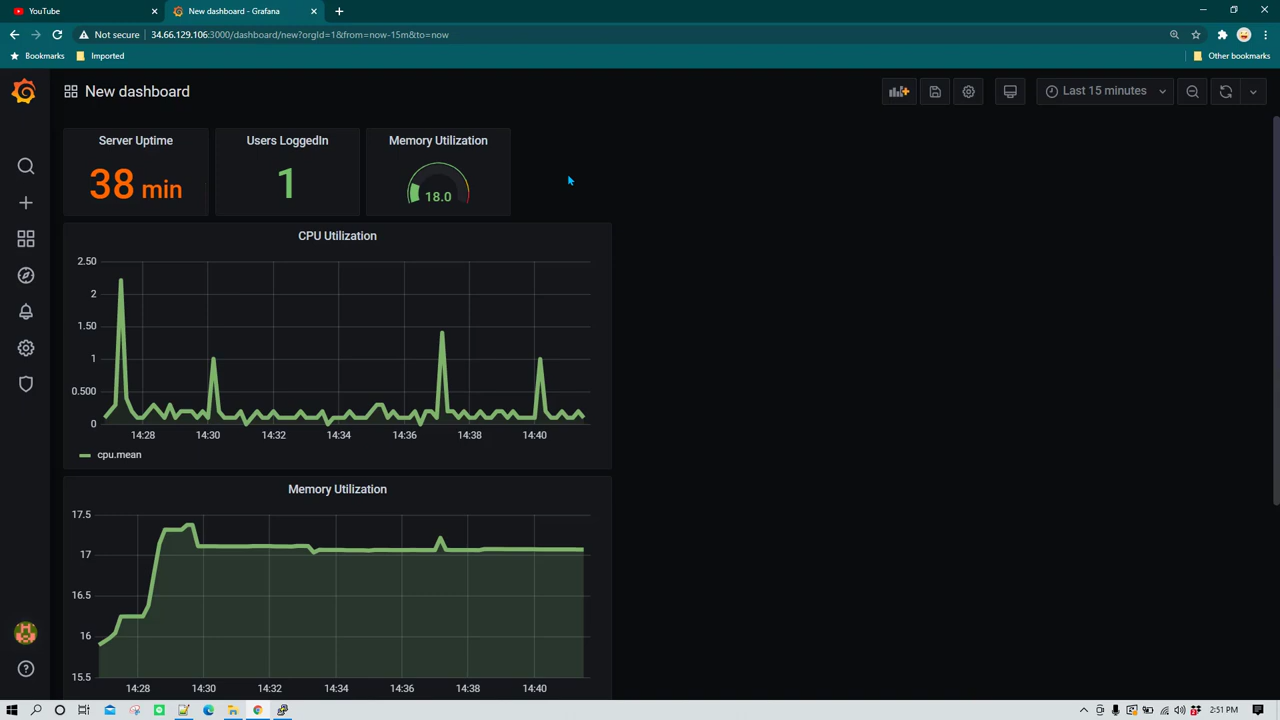 YouTube
New dashboard - Grafana
Not secure
34.66.129.106:3000/dashboard/new?orgId=1&from=now-15m&to=now
Bookmarks
Imported
Other bookmarks
New dashboard
Last 15 minutes
Server Uptime
Users LoggedIn
Memory Utilization
38 min
1
18.0
CPU Utilization
2.50
2
1.50
1
0.500
0
14:28 14:30 14:32 14:34 14:36 14:38 14:40
cpu.mean
Memory Utilization
17.5
17
16.5
16
15.5
14:28 14:30 14:32 14:34 14:36 14:38 14:40
2:51 PM